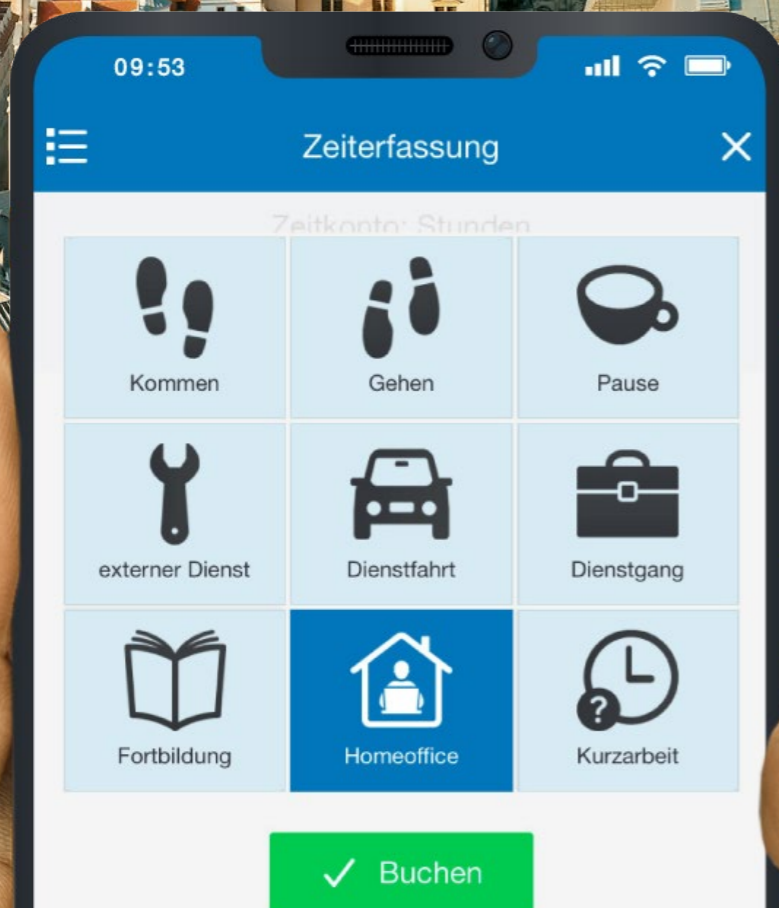 09:53
Zeiterfassung
Zeitkonto: Stunden
Kommen
Gehen
Pause
externer Dienst
Dienstfahrt
Dienstgang
Fortbildung
Homeoffice
?
Kurzarbeit
Buchen